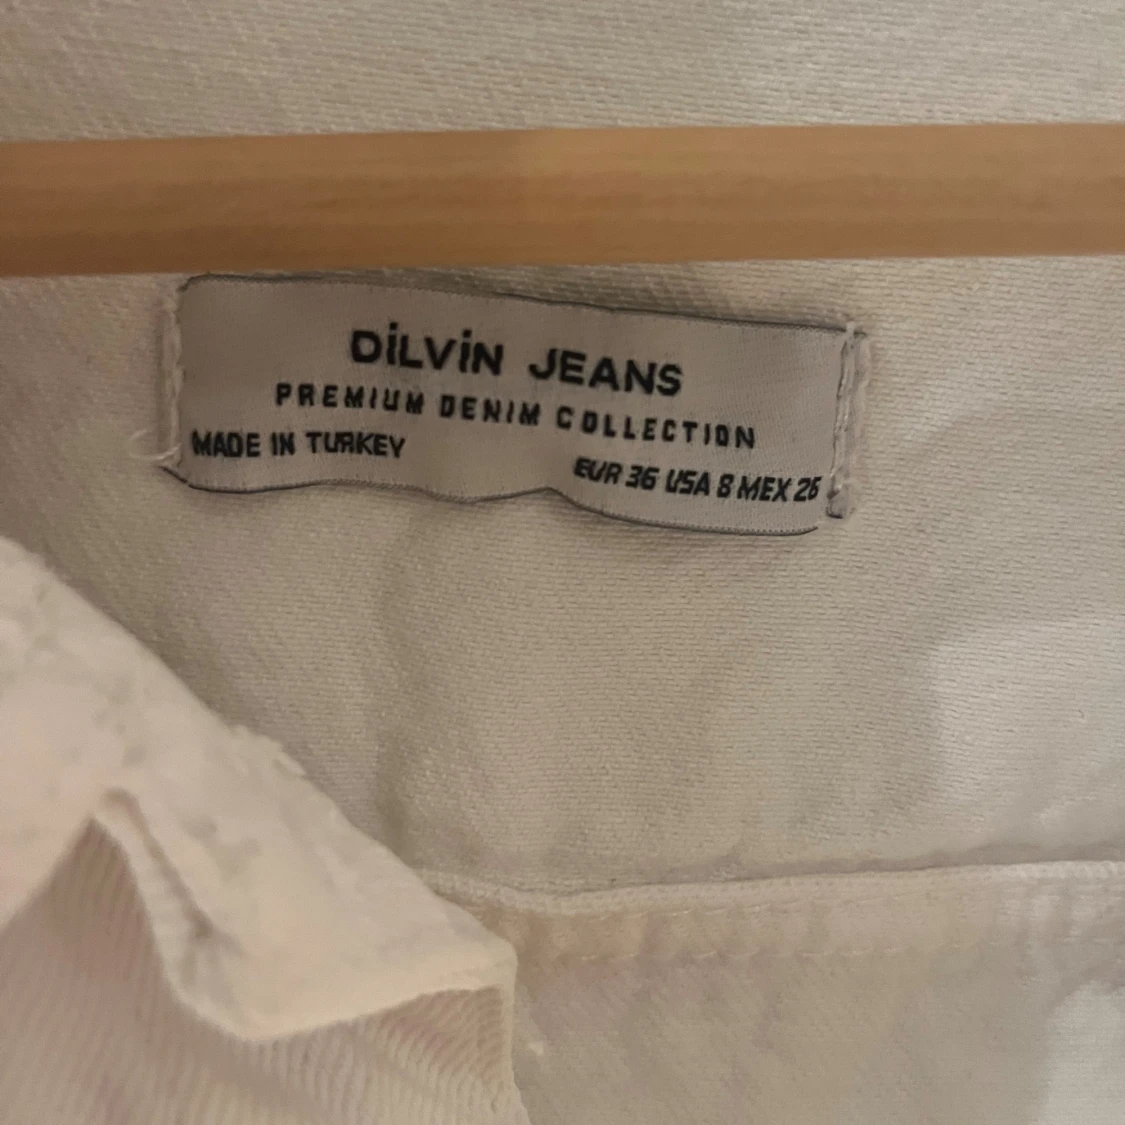 DİLVİN JEANS
PREMIUM DENIM COLLECTION
MADE IN TURKEY
EUR 36 USA 8 MEX 26